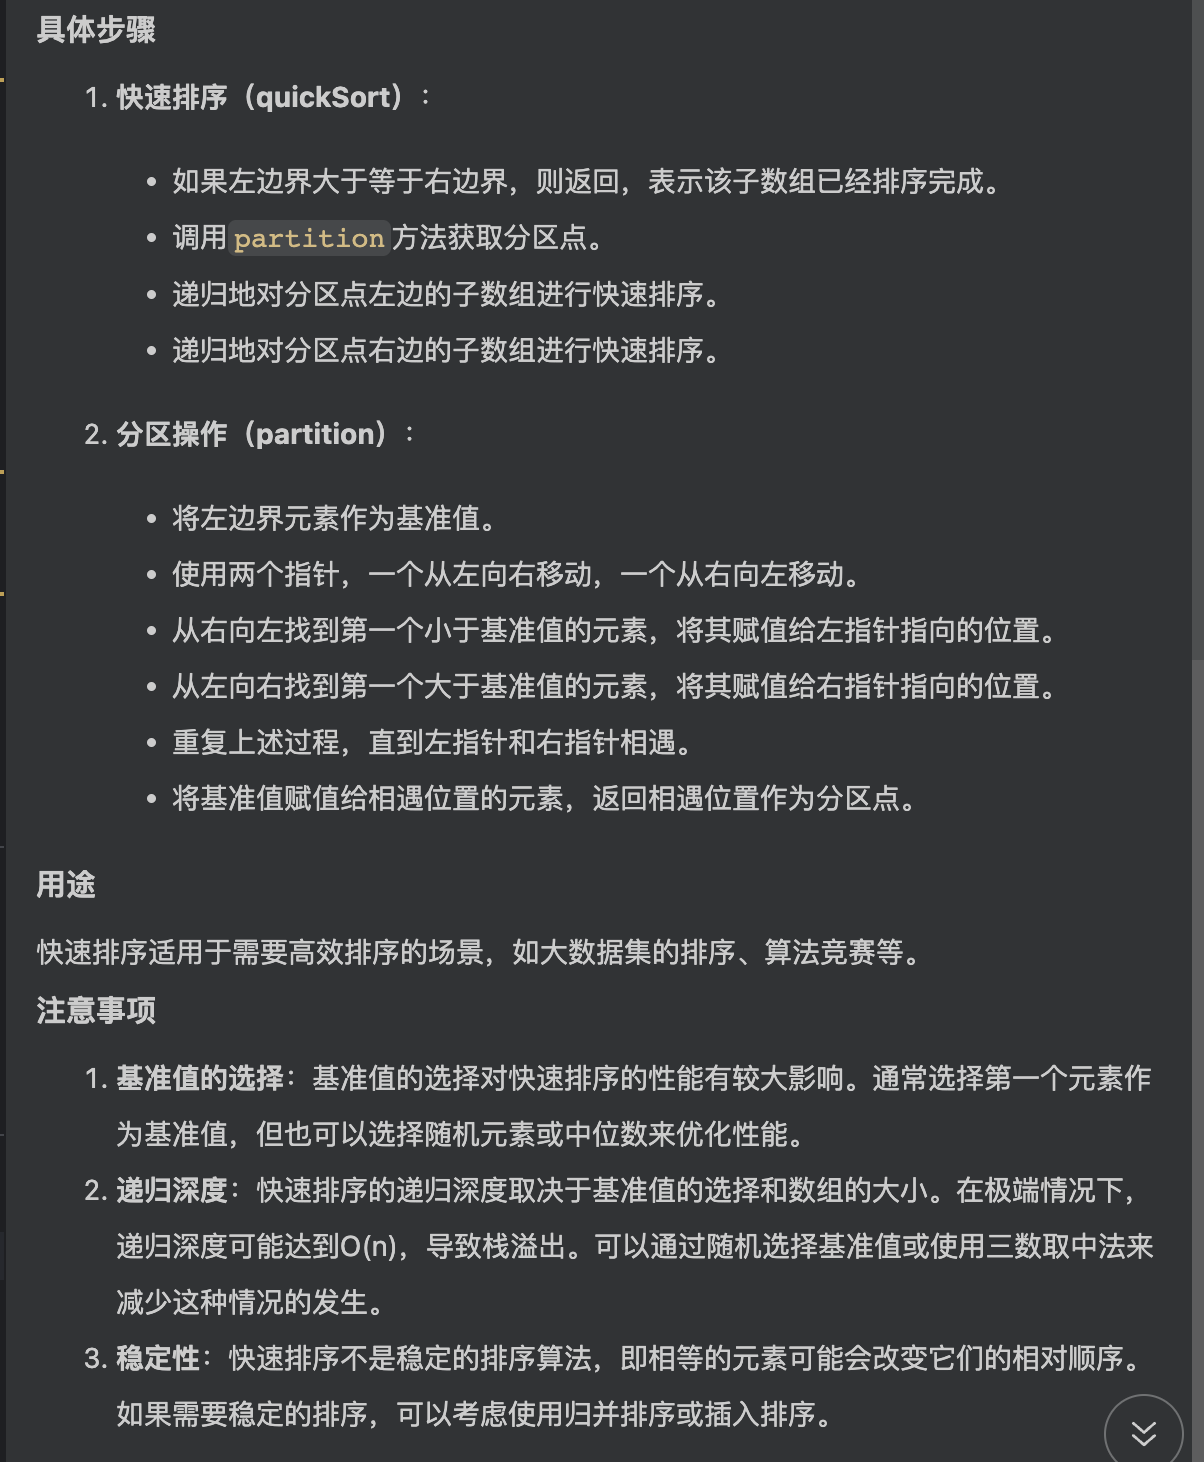 具体步骤
1. 快速排序（quickSort）：
• 如果左边界大于等于右边界，则返回，表示该子数组已经排序完成。
• 调用partition方法获取分区点。
• 递归地对分区点左边的子数组进行快速排序。
• 递归地对分区点右边的子数组进行快速排序。
2. 分区操作（partition）：
• 将左边界元素作为基准值。
• 使用两个指针，一个从左向右移动，一个从右向左移动。
• 从右向左找到第一个小于基准值的元素，将其赋值给左指针指向的位置。
• 从左向右找到第一个大于基准值的元素，将其赋值给右指针指向的位置。
• 重复上述过程，直到左指针和右指针相遇。
• 将基准值赋值给相遇位置的元素，返回相遇位置作为分区点。
用途
快速排序适用于需要高效排序的场景，如大数据集的排序、算法竞赛等。
注意事项
1. 基准值的选择：基准值的选择对快速排序的性能有较大影响。通常选择第一个元素作
为基准值，但也可以选择随机元素或中位数来优化性能。
2. 递归深度：快速排序的递归深度取决于基准值的选择和数组的大小。在极端情况下，
递归深度可能达到O(n)，导致栈溢出。可以通过随机选择基准值或使用三数取中法来
减少这种情况的发生。
3. 稳定性：快速排序不是稳定的排序算法，即相等的元素可能会改变它们的相对顺序。
如果需要稳定的排序，可以考虑使用归并排序或插入排序。